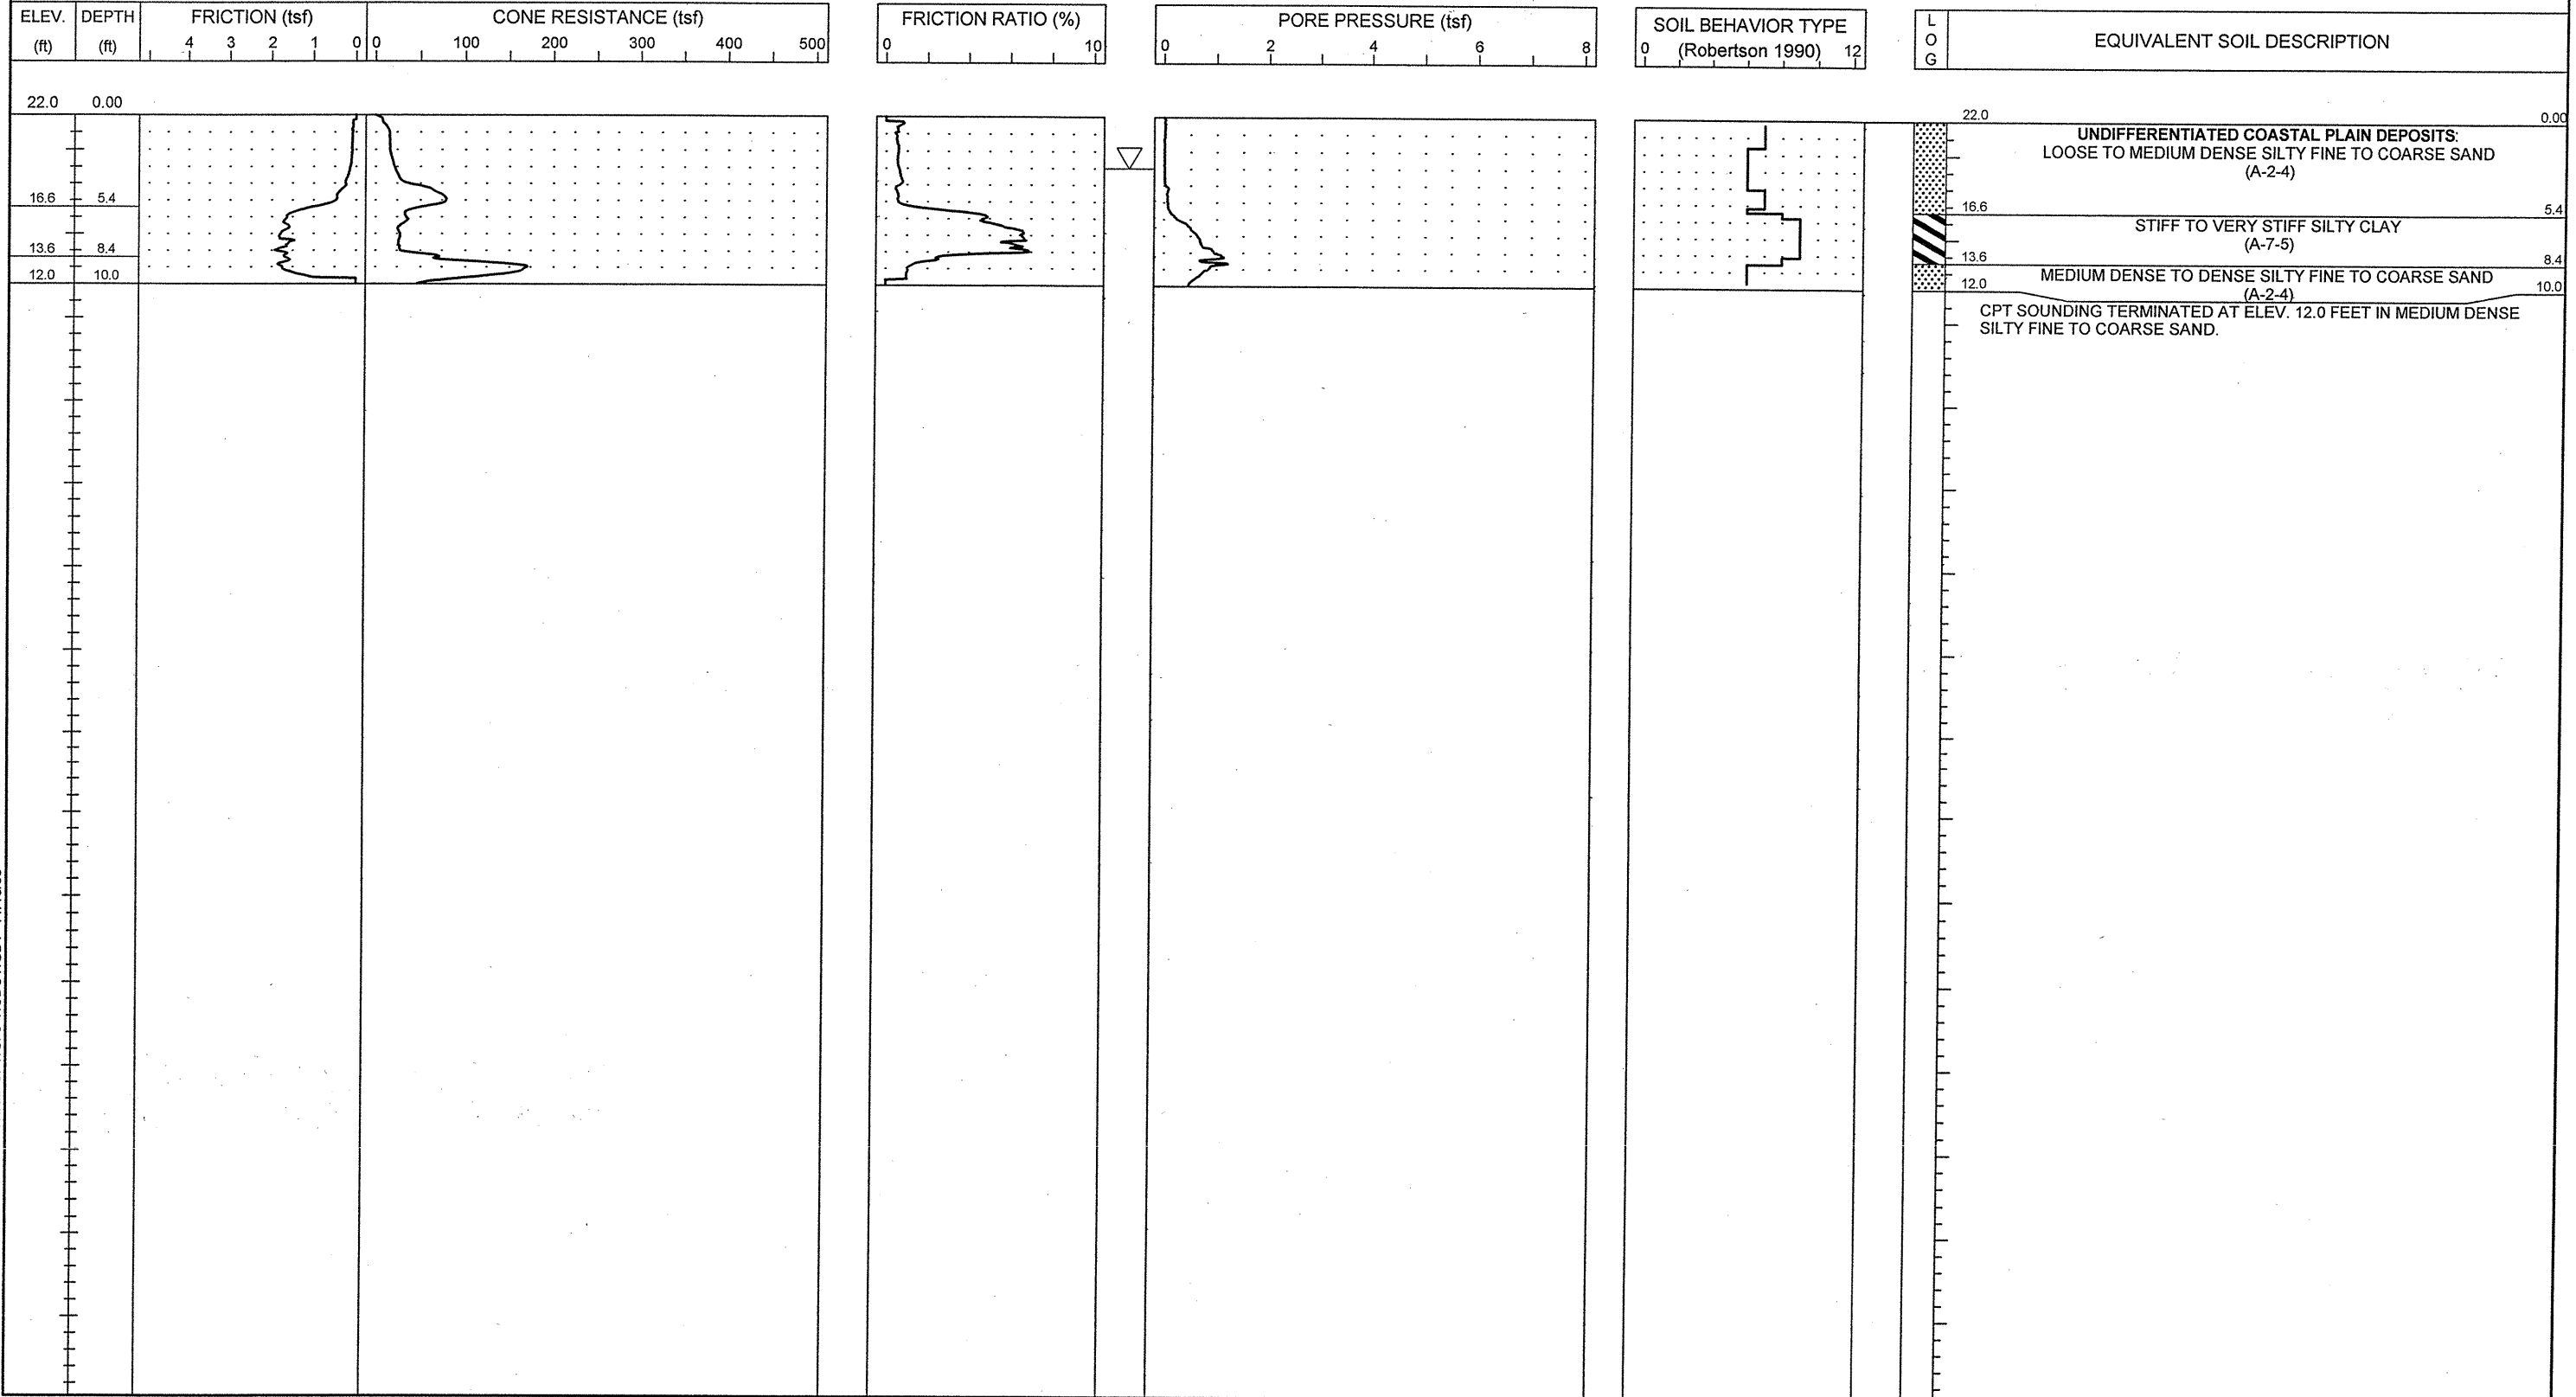 ELEV. DEPTH FRICTION (tsf) CONE RESISTANCE (tsf) FRICTION RATIO (%) PORE PRESSURE (tsf) SOIL BEHAVIOR TYPE L
(ft) (ft) 4 3 2 1 0 0 100 200 300 400 500 0 10 0 2 4 6 8 0 (Robertson 1990) 12 O EQUIVALENT SOIL DESCRIPTION
G
22.0 0.00
22.0 0.00
UNDIFFERENTIATED COASTAL PLAIN DEPOSITS:
LOOSE TO MEDIUM DENSE SILTY FINE TO COARSE SAND
(A-2-4)
16.6 5.4 16.6 5.4
STIFF TO VERY STIFF SILTY CLAY
(A-7-5)
13.6 8.4 13.6 8.4
MEDIUM DENSE TO DENSE SILTY FINE TO COARSE SAND
12.0 10.0 12.0 (A-2-4) 10.0
CPT SOUNDING TERMINATED AT ELEV. 12.0 FEET IN MEDIUM DENSE
SILTY FINE TO COARSE SAND.